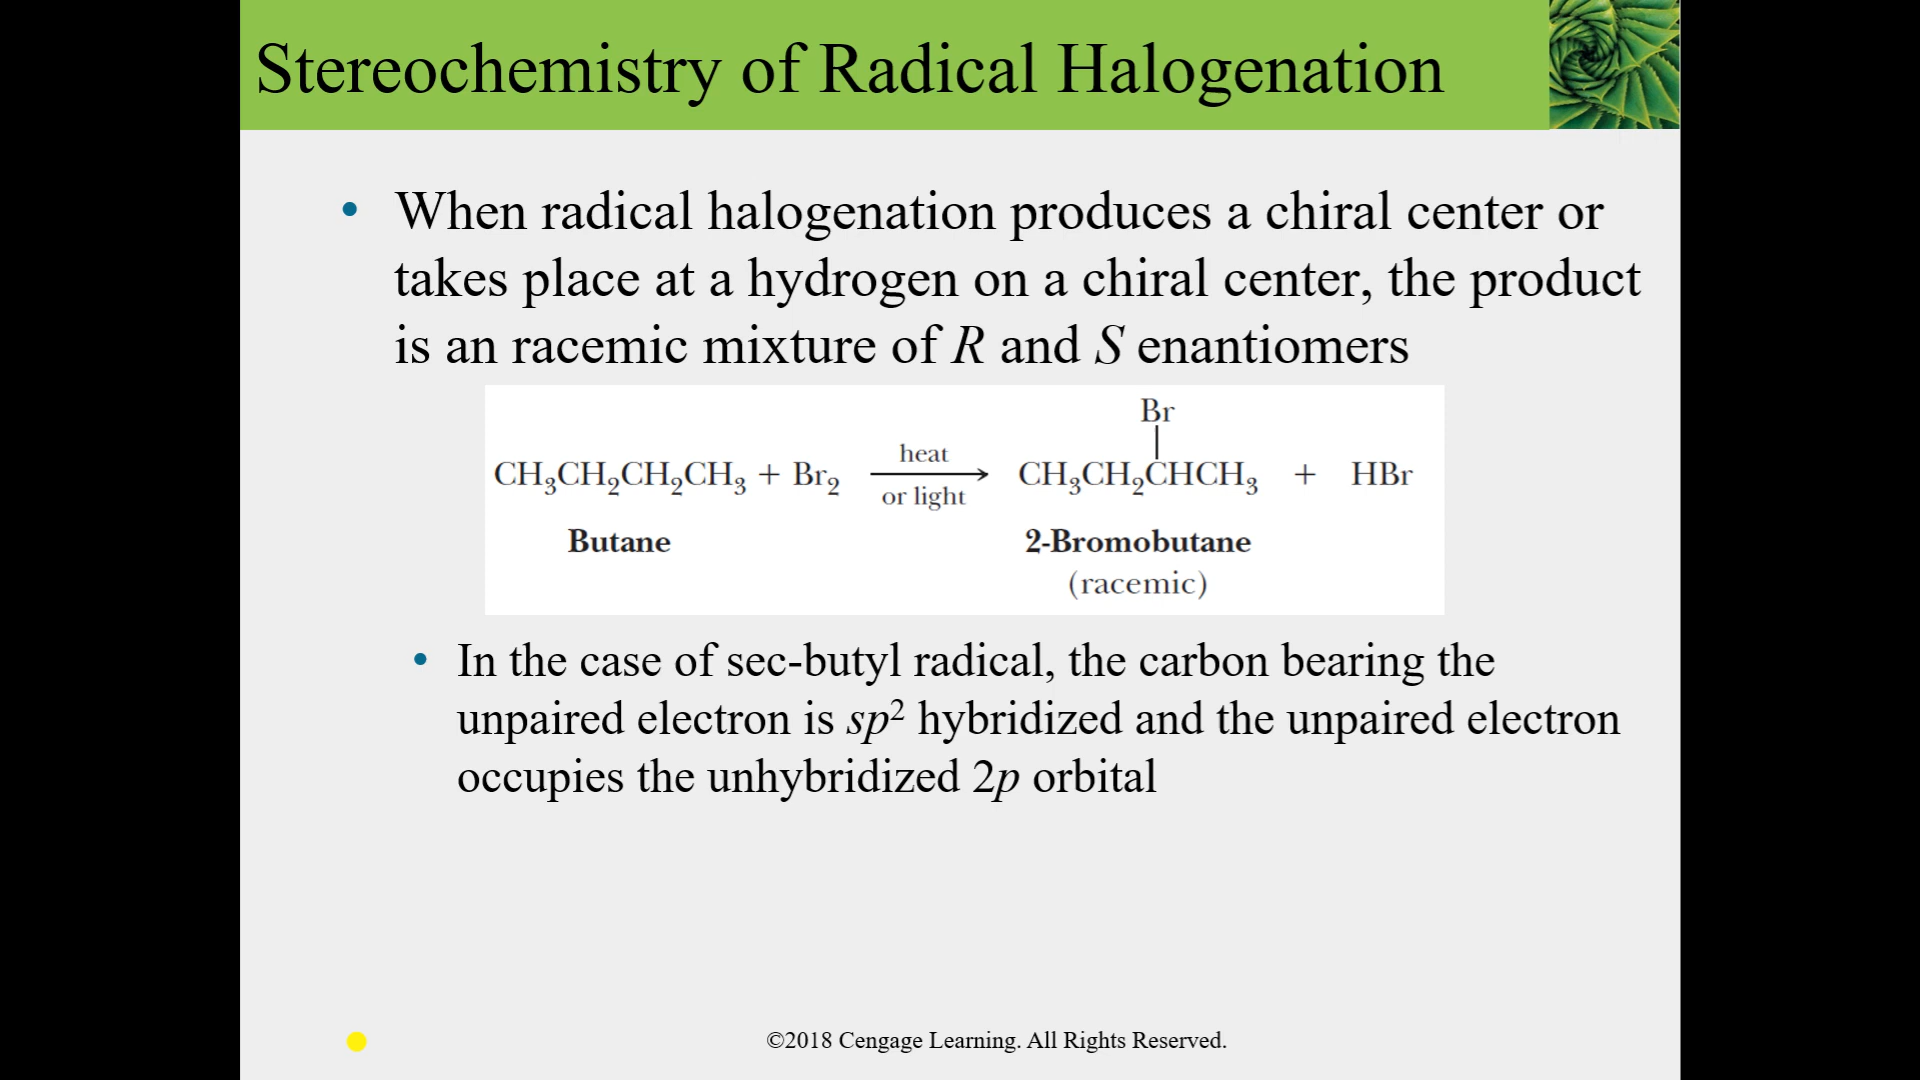 Stereochemistry of Radical Halogenation
• When radical halogenation produces a chiral center or
takes place at a hydrogen on a chiral center, the product
is an racemic mixture of R and S enantiomers
Br
heat
CH₃CH₂CH₂CH₃ + Br₂ → CH₃CH₂CHCH₃ + HBr
or light
Butane 2-Bromobutane
(racemic)
• In the case of sec-butyl radical, the carbon bearing the
unpaired electron is sp² hybridized and the unpaired electron
occupies the unhybridized 2p orbital
©2018 Cengage Learning. All Rights Reserved.